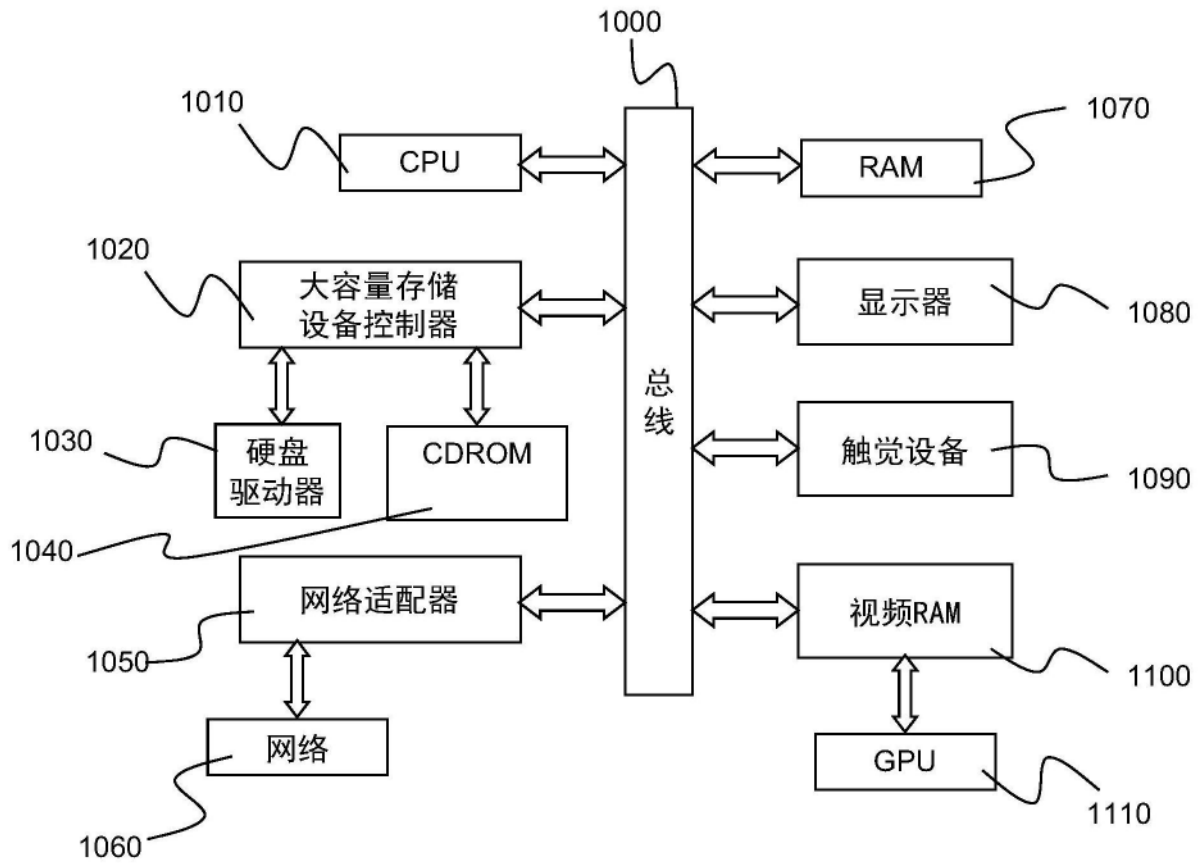 1000
1010
CPU
RAM
1070
1020
大容量存储
设备控制器
显示器
1080
总
线
1030
硬盘
驱动器
CDROM
触觉设备
1090
1040
网络适配器
视频RAM
1050
1100
网络
GPU
1060
1110